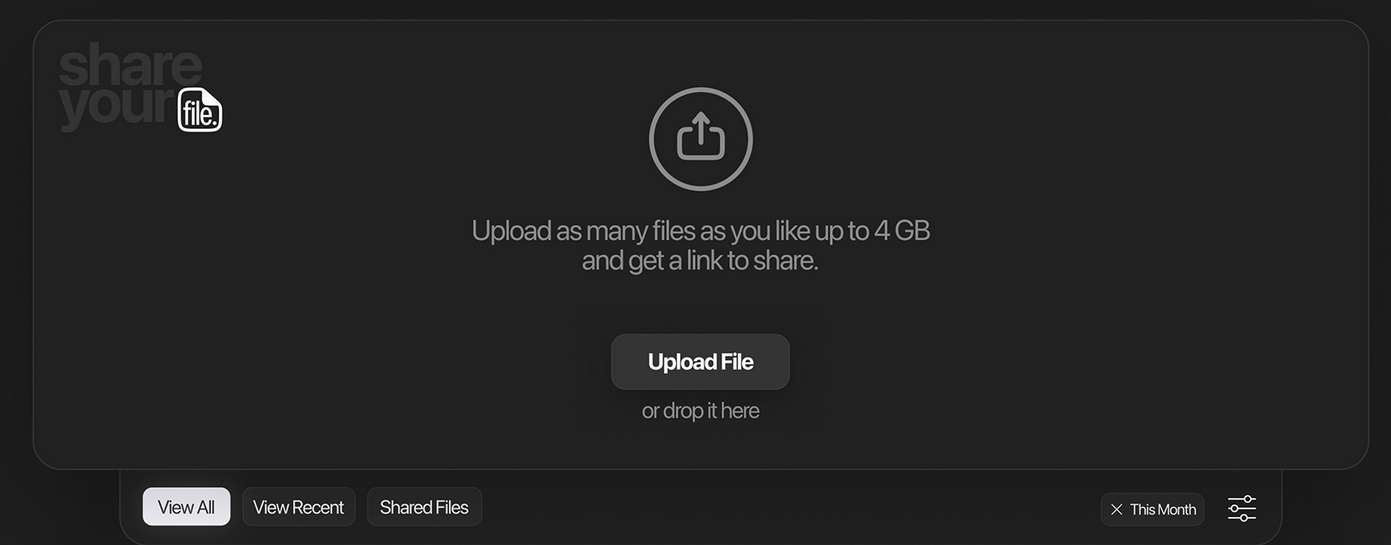 share
your file.
Upload as many files as you like up to 4 GB
and get a link to share.
Upload File
or drop it here
View All View Recent Shared Files This Month